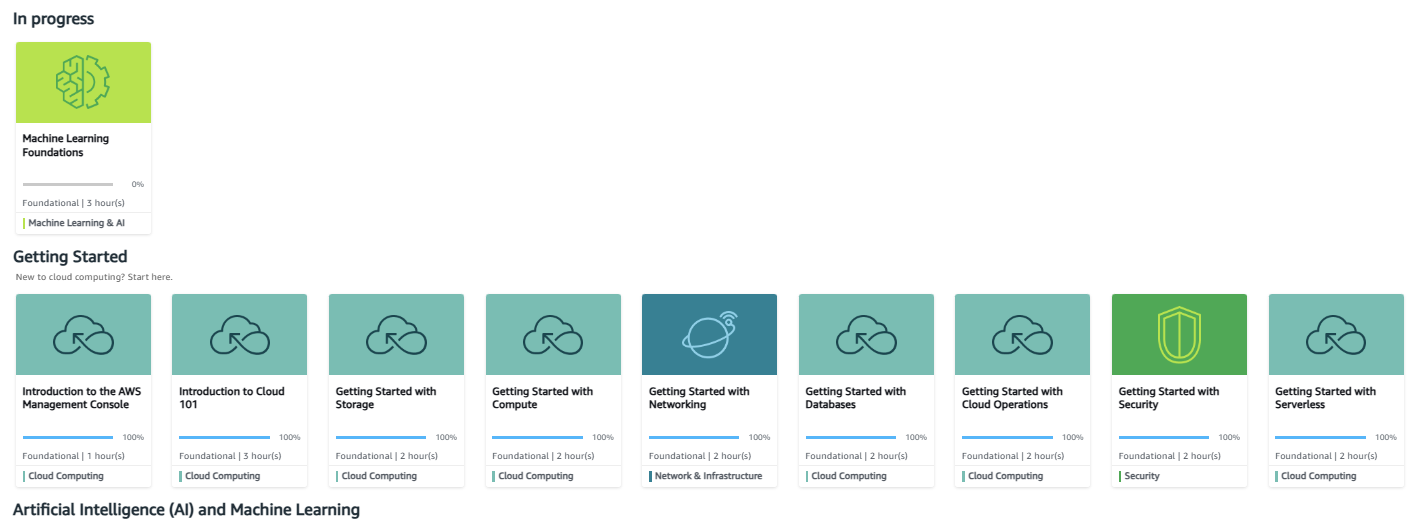 In progress
Machine Learning
Foundations
0%
Foundational | 3 hour(s)
Machine Learning & AI
Getting Started
New to cloud computing? Start here.
Introduction to the AWS
Management Console
100%
Foundational | 1 hour(s)
Cloud Computing
Introduction to Cloud
101
100%
Foundational | 3 hour(s)
Cloud Computing
Getting Started with
Storage
100%
Foundational | 2 hour(s)
Cloud Computing
Getting Started with
Compute
100%
Foundational | 2 hour(s)
Cloud Computing
Getting Started with
Networking
100%
Foundational | 2 hour(s)
Network & Infrastructure
Getting Started with
Databases
100%
Foundational | 2 hour(s)
Cloud Computing
Getting Started with
Cloud Operations
100%
Foundational | 2 hour(s)
Cloud Computing
Getting Started with
Security
100%
Foundational | 2 hour(s)
Security
Getting Started with
Serverless
100%
Foundational | 2 hour(s)
Cloud Computing
Artificial Intelligence (AI) and Machine Learning